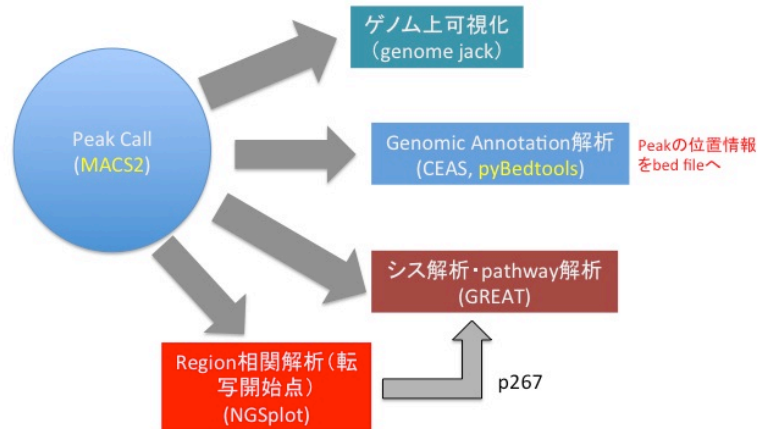 ゲノム上可視化
（genome jack）
Peak Call
(MACS2)
Genomic Annotation解析
(CEAS, pyBedtools)
Peakの位置情報
をbed fileへ
シス解析・pathway解析
(GREAT)
Region相関解析（転
写開始点）
(NGSplot)
p267